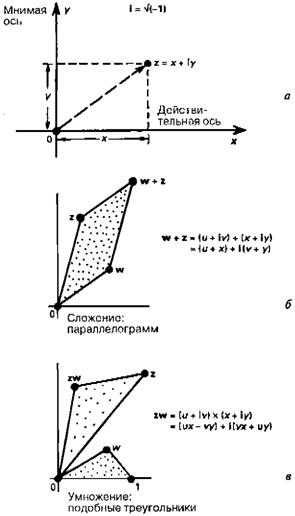 Мнимая
ось
y
i = √(−1)
z = x + iy
y
Действи-
тельная ось
0
x
x
а
w + z
z
w + z = (u + iv) + (x + iy)
= (u + x) + i(v + y)
w
0
б
Сложение:
параллелограмм
zw
z
zw = (u + iv) × (x + iy)
= (ux − vy) + i(vx + uy)
w
0
1
в
Умножение:
подобные треугольники